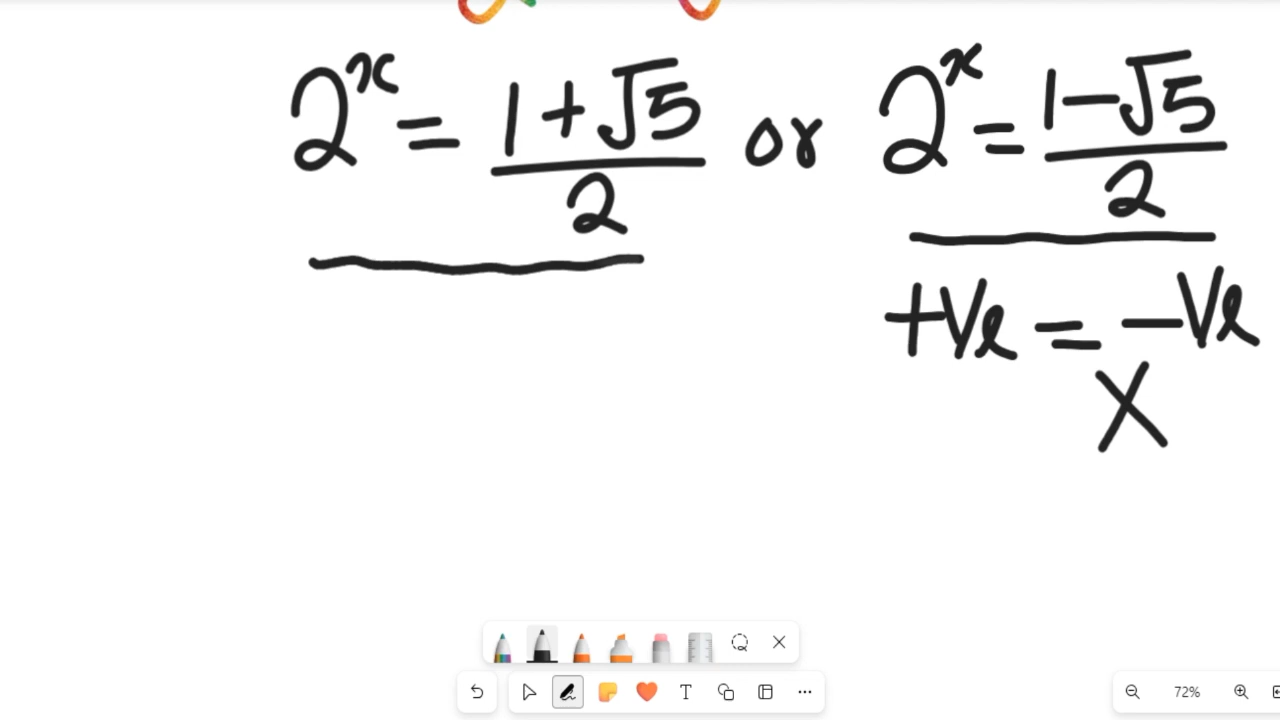 2^x = (1+√5)/2 or 2^x = (1-√5)/2
+ve = -ve
X
T
72%